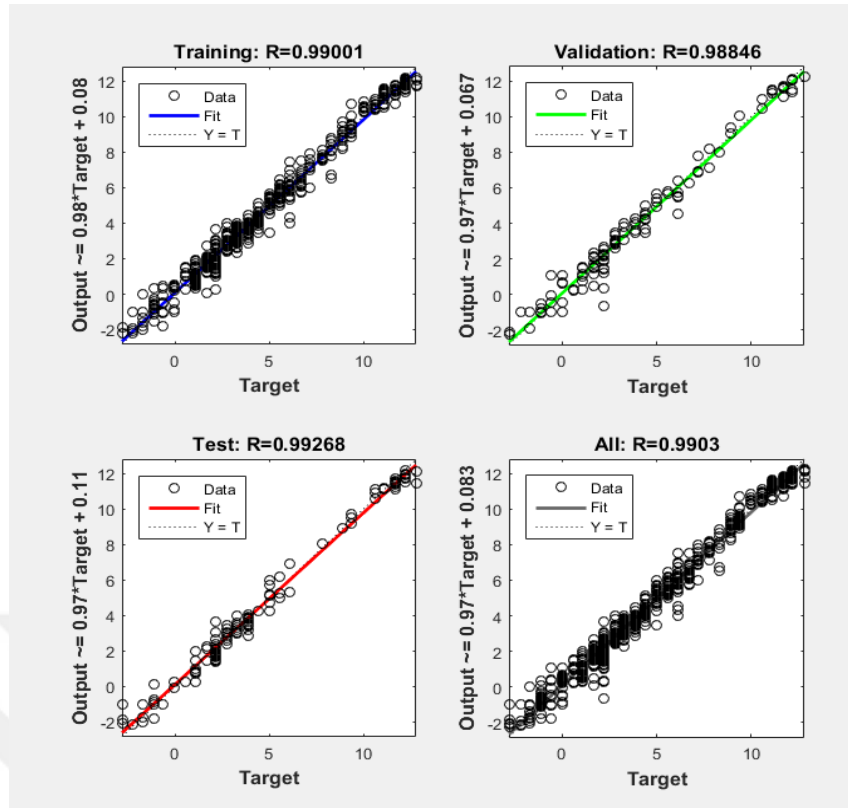 Training: R=0.99001
Output ~= 0.98*Target + 0.08
12
10
8
6
4
2
0
-2
Data
Fit
Y = T
0
5
10
Target
Validation: R=0.98846
Output ~= 0.97*Target + 0.067
12
10
8
6
4
2
0
-2
Data
Fit
Y = T
0
5
10
Target
Test: R=0.99268
Output ~= 0.97*Target + 0.11
12
10
8
6
4
2
0
-2
Data
Fit
Y = T
0
5
10
Target
All: R=0.9903
Output ~= 0.97*Target + 0.083
12
10
8
6
4
2
0
-2
Data
Fit
Y = T
0
5
10
Target